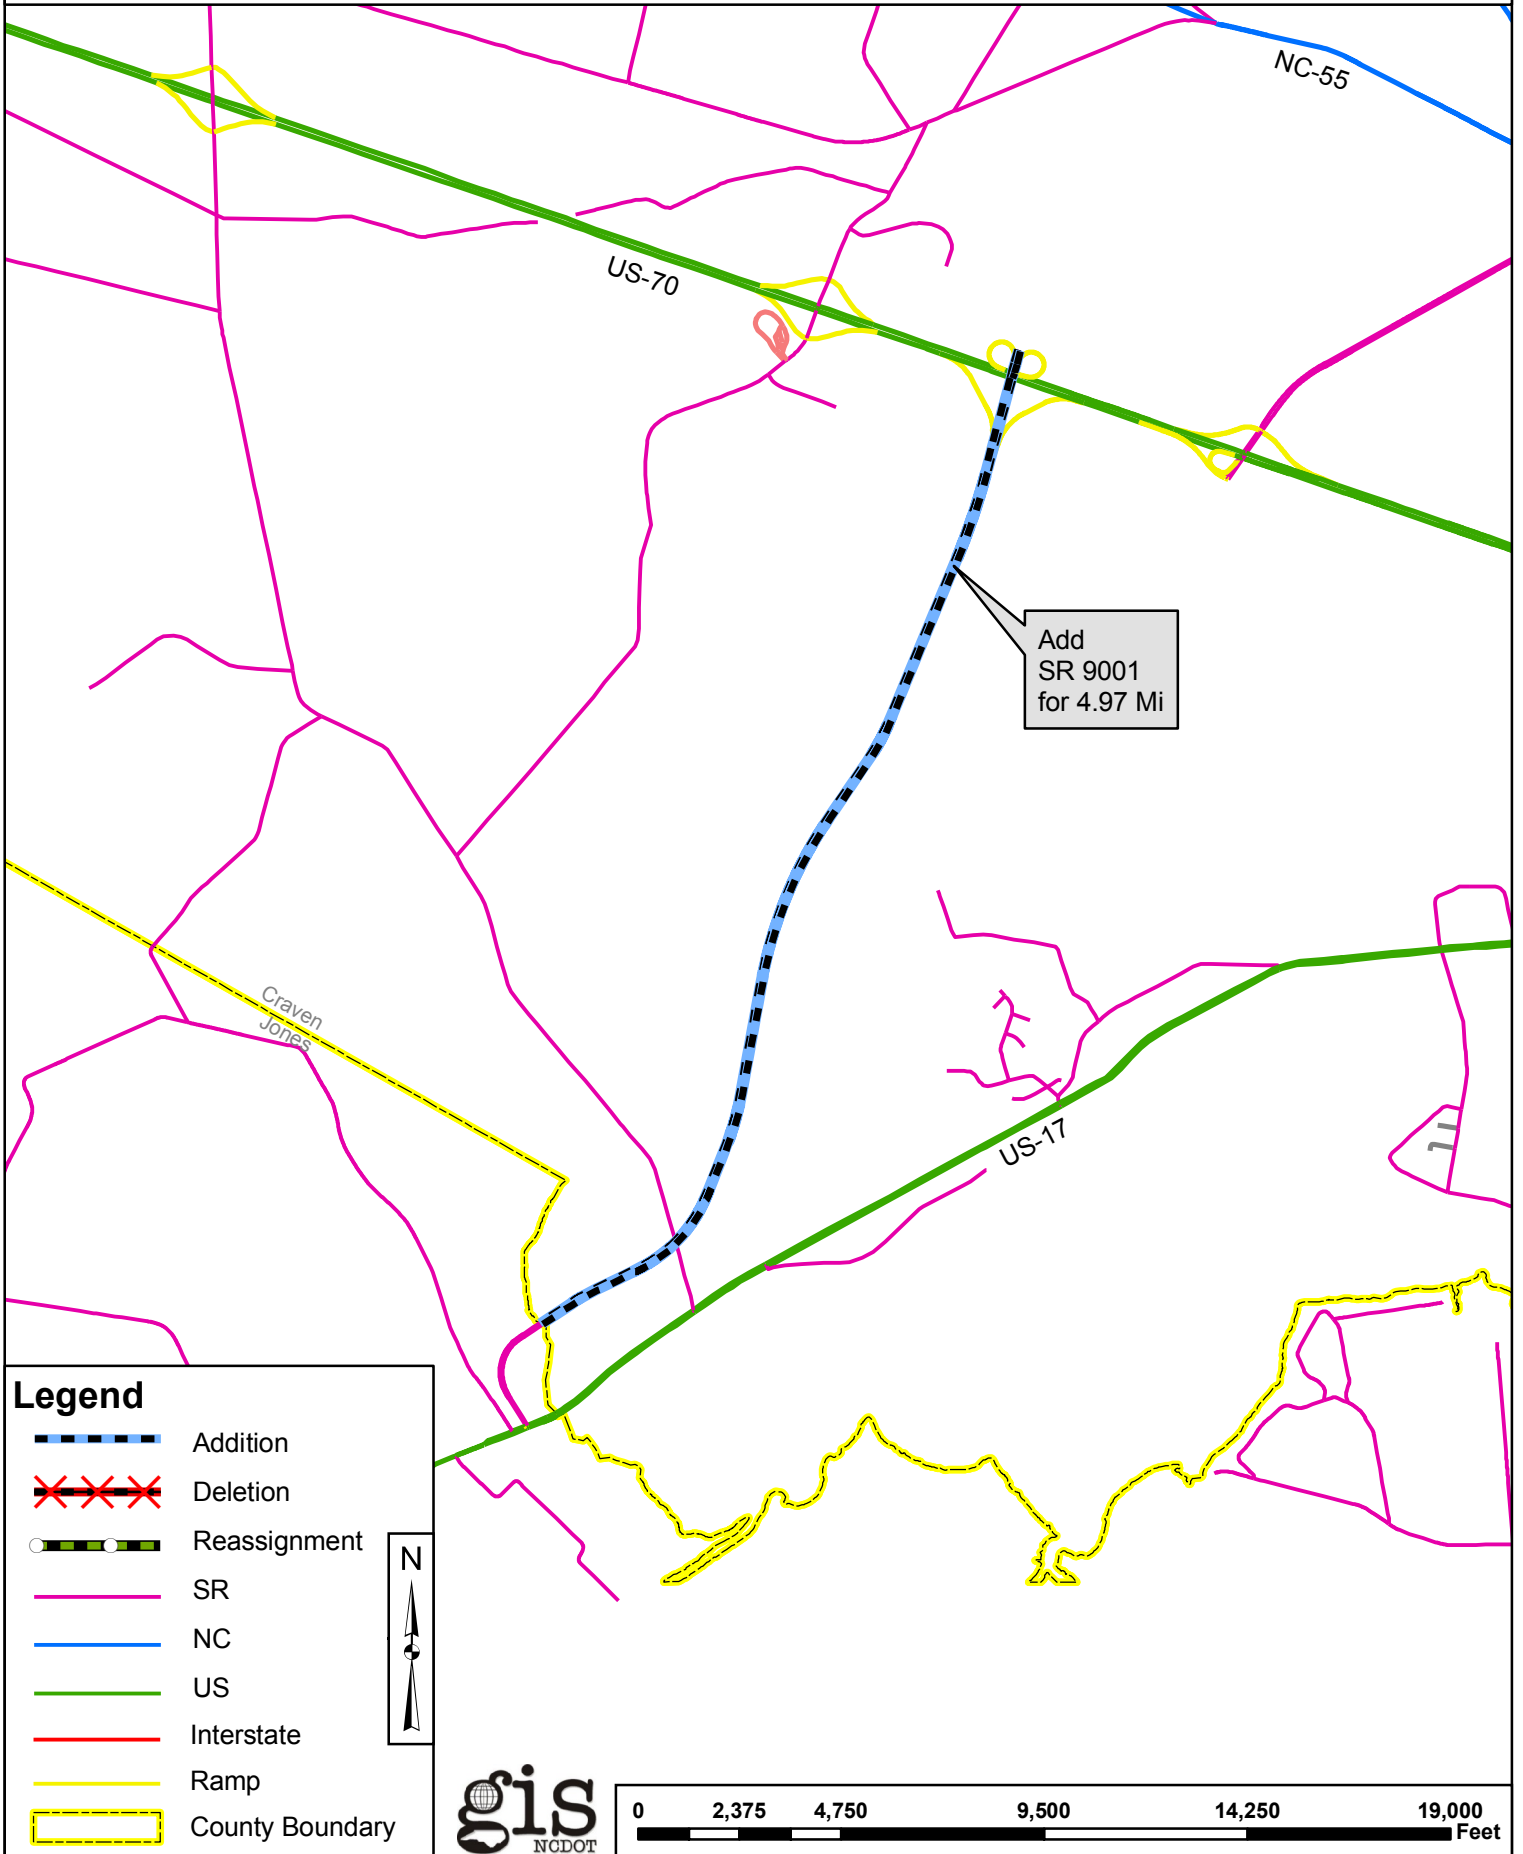 NC-55
US-70
Add
SR 9001
for 4.97 Mi
Craven
Jones
US-17
Legend
Addition
Deletion
Reassignment
SR
NC
US
Interstate
Ramp
County Boundary
N
gis
NCDOT
0 2,375 4,750 9,500 14,250 19,000
Feet